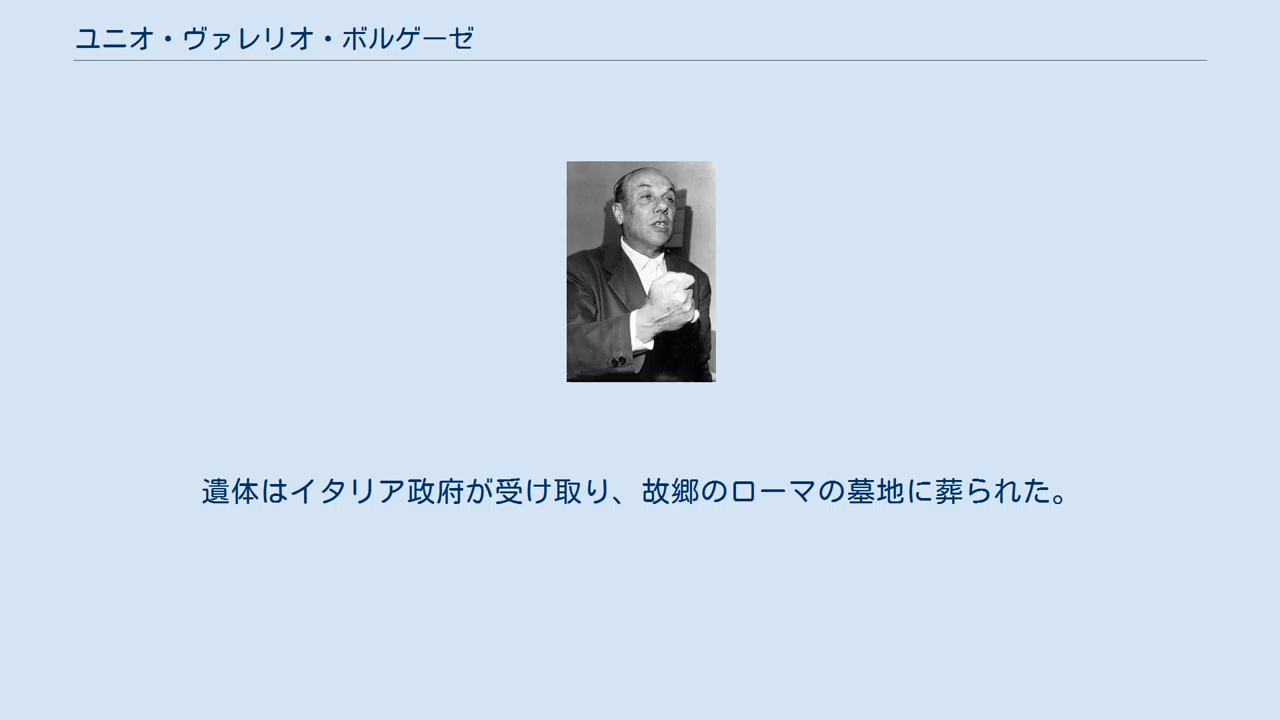 ユニオ・ヴァレリオ・ボルゲーゼ
遺体はイタリア政府が受け取り、故郷のローマの墓地に葬られた。